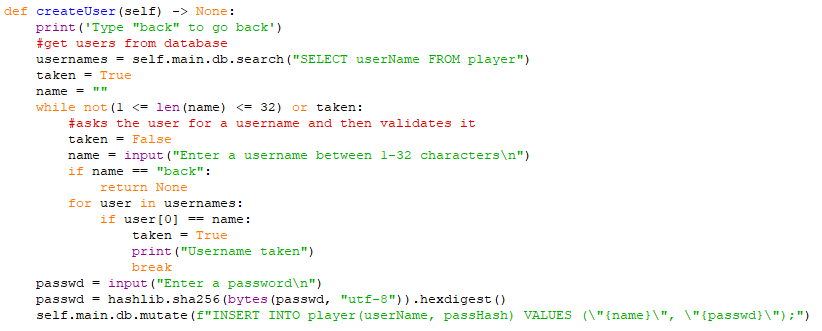 def createUser(self) -> None:
    print('Type "back" to go back')
    #get users from database
    usernames = self.main.db.search("SELECT userName FROM player")
    taken = True
    name = ""
    while not(1 <= len(name) <= 32) or taken:
        #asks the user for a username and then validates it
        taken = False
        name = input("Enter a username between 1-32 characters\n")
        if name == "back":
            return None
        for user in usernames:
            if user[0] == name:
                taken = True
                print("Username taken")
                break
    passwd = input("Enter a password\n")
    passwd = hashlib.sha256(bytes(passwd, "utf-8")).hexdigest()
    self.main.db.mutate(f"INSERT INTO player(userName, passHash) VALUES (\"{name}\", \"{passwd}\");")